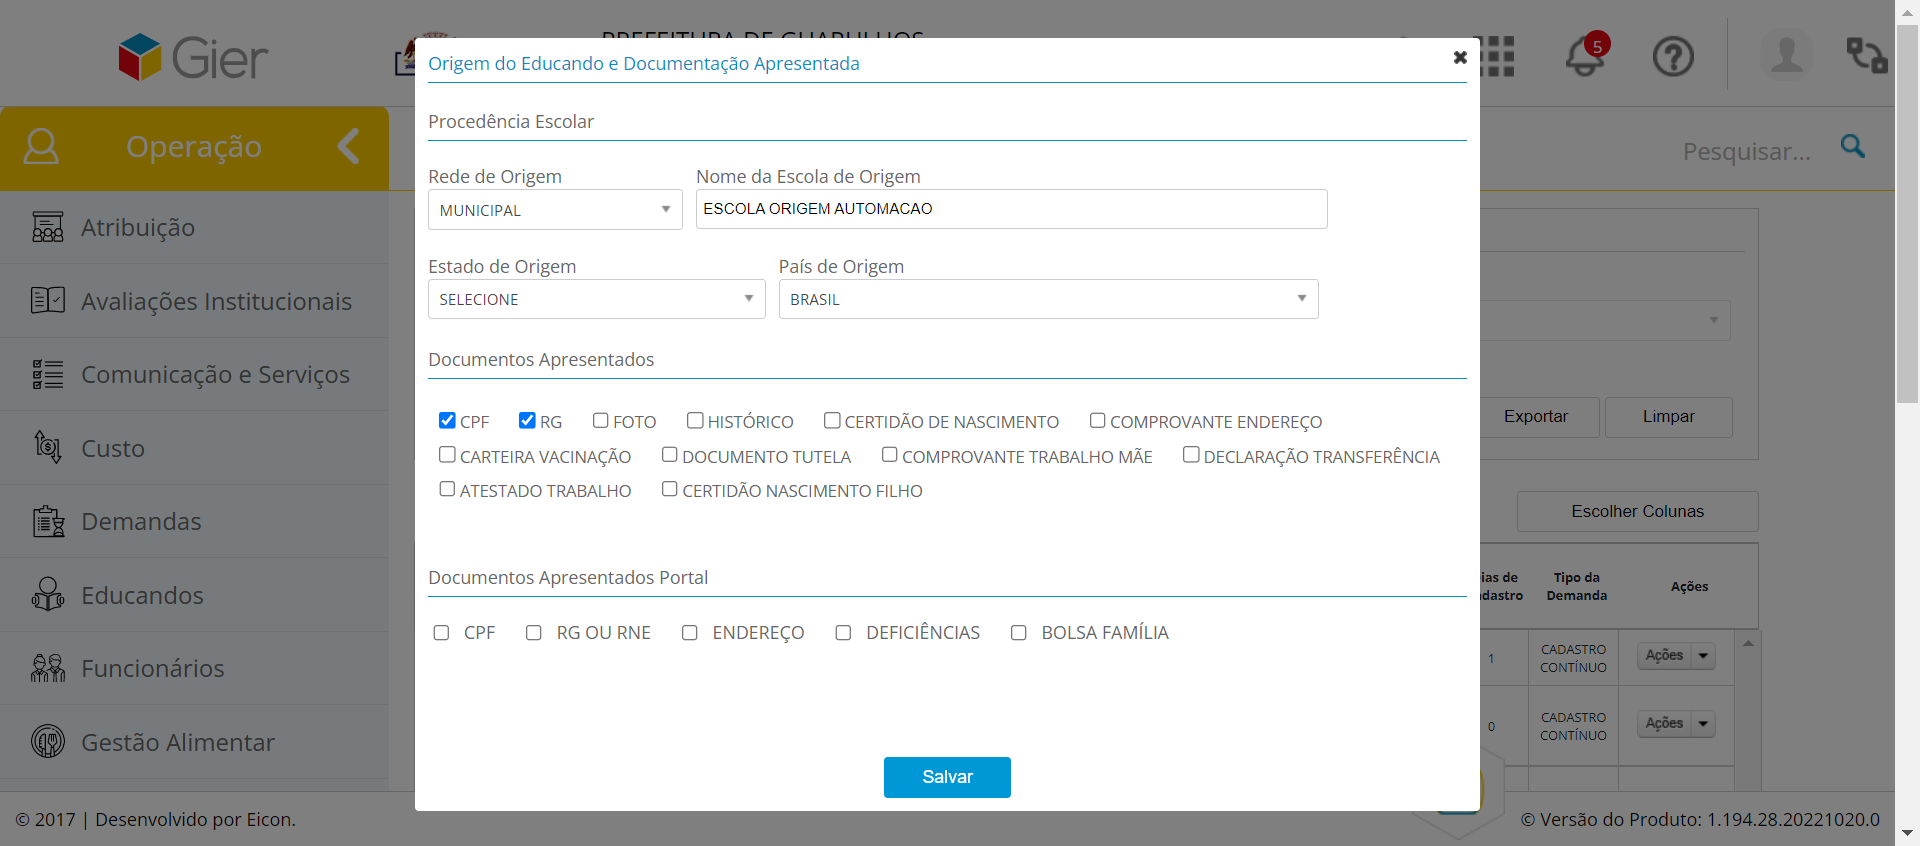 Gier
PREFEITURA DE GUARULHOS
5
?
Operação
Pesquisar...
Atribuição
Avaliações Institucionais
Comunicação e Serviços
Custo
Demandas
Educandos
Funcionários
Gestão Alimentar
Origem do Educando e Documentação Apresentada
Procedência Escolar
Rede de Origem Nome da Escola de Origem
MUNICIPAL ESCOLA ORIGEM AUTOMACAO
Estado de Origem País de Origem
SELECIONE BRASIL
Documentos Apresentados
CPF RG FOTO HISTÓRICO CERTIDÃO DE NASCIMENTO COMPROVANTE ENDEREÇO
CARTEIRA VACINAÇÃO DOCUMENTO TUTELA COMPROVANTE TRABALHO MÃE DECLARAÇÃO TRANSFERÊNCIA
ATESTADO TRABALHO CERTIDÃO NASCIMENTO FILHO
Documentos Apresentados Portal
CPF RG OU RNE ENDEREÇO DEFICIÊNCIAS BOLSA FAMÍLIA
Salvar
Exportar Limpar
Escolher Colunas
ias de Tipo da
dastro Demanda Ações
1 CADASTRO CONTÍNUO Ações
0 CADASTRO CONTÍNUO Ações
© 2017 | Desenvolvido por Eicon.
© Versão do Produto: 1.194.28.20221020.0